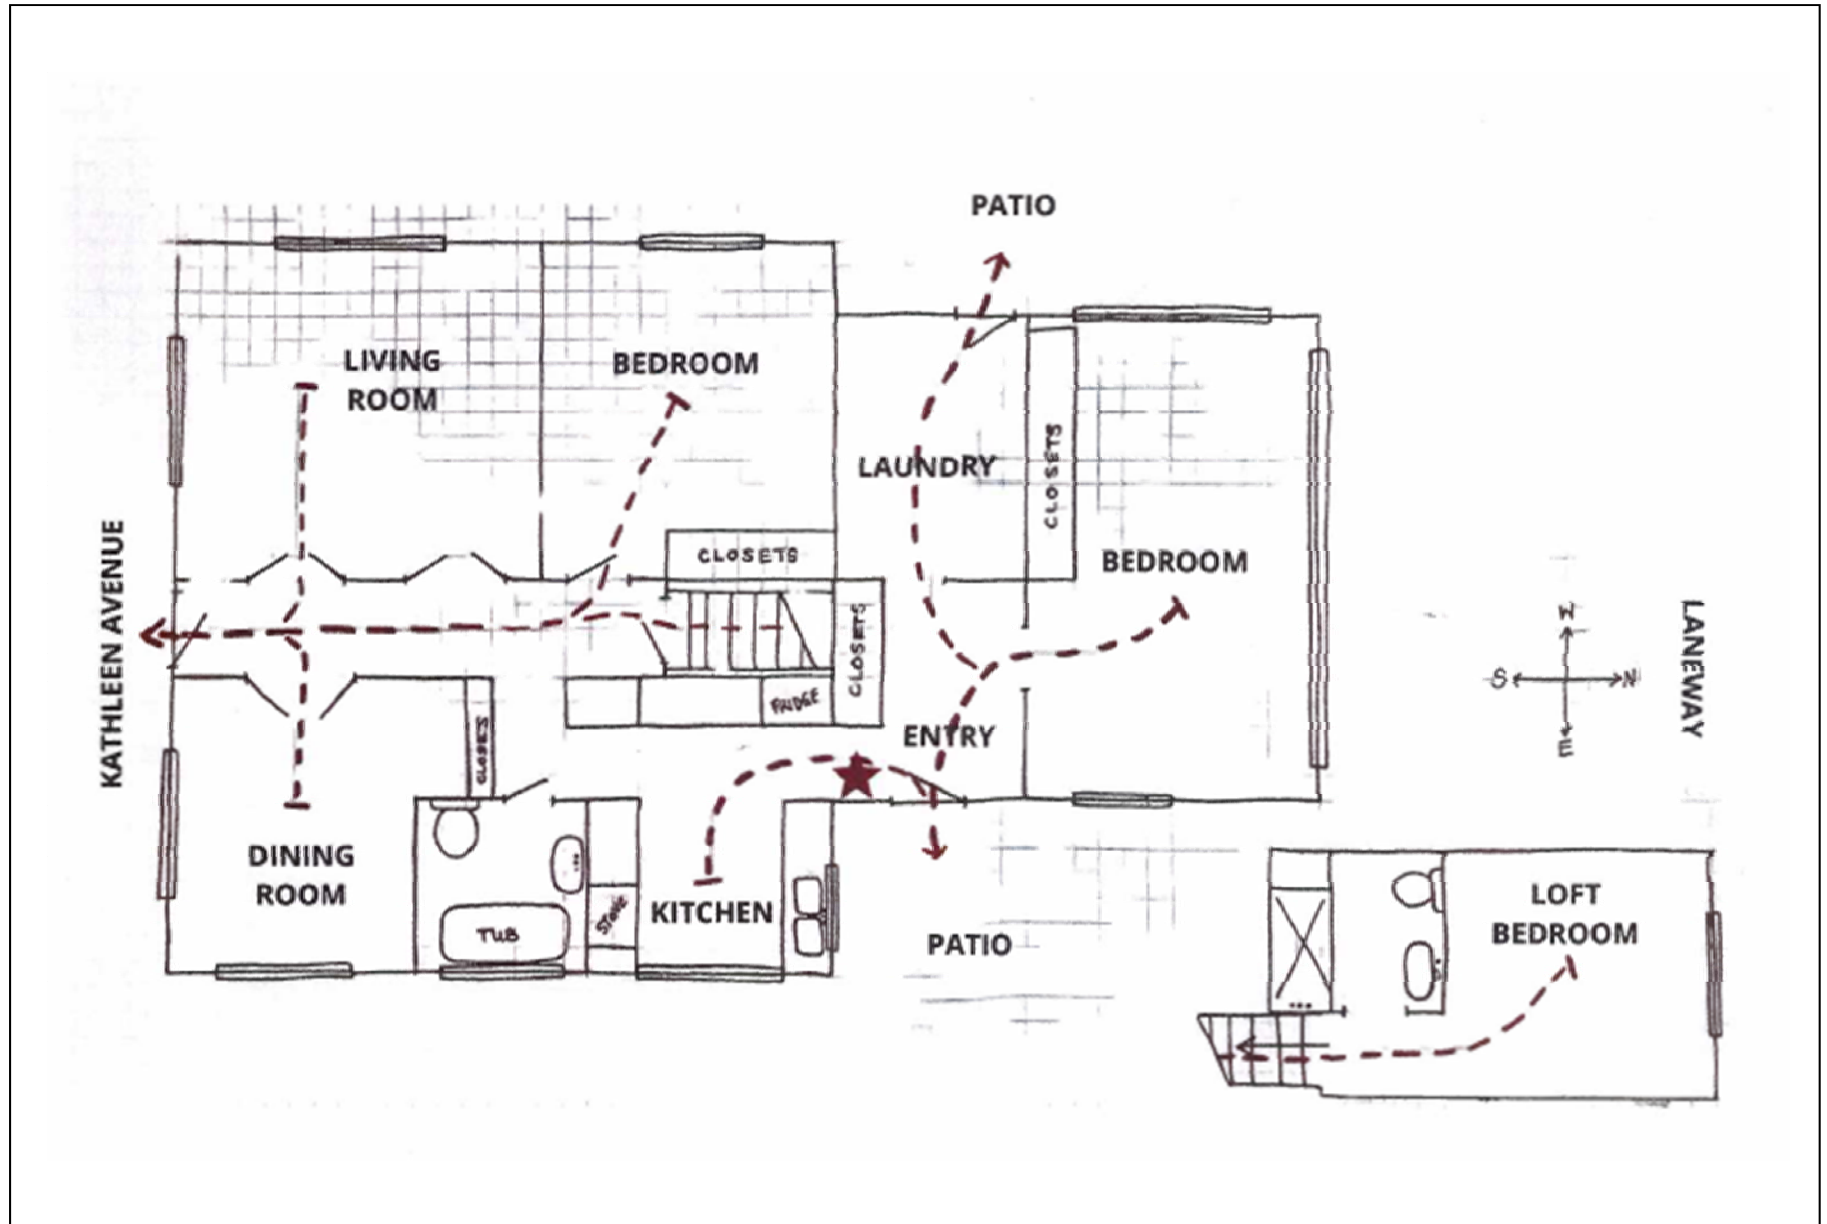 PATIO
LIVING
ROOM
BEDROOM
LAUNDRY
CLOSETS
BEDROOM
CLOSETS
CLOSETS
KATHLEEN AVENUE
FRIDGE
CLOSETS
ENTRY
DINING
ROOM
TUB
STOVE
KITCHEN
PATIO
LOFT
BEDROOM
S
N
E
LANEWAY